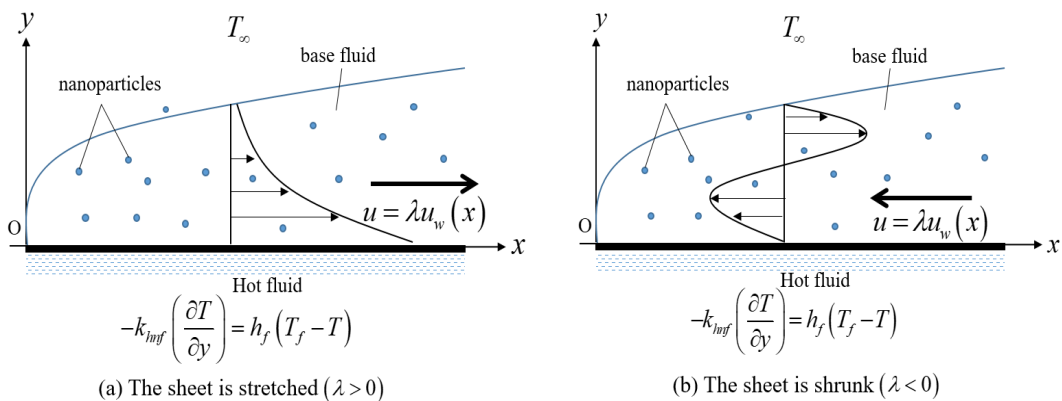 y
T∞
base fluid
nanoparticles
u = λu_w(x)
O
x
Hot fluid
−k_hnf (∂T/∂y) = h_f (T_f − T)
(a) The sheet is stretched (λ > 0)
y
T∞
base fluid
nanoparticles
u = λu_w(x)
O
x
Hot fluid
−k_hnf (∂T/∂y) = h_f (T_f − T)
(b) The sheet is shrunk (λ < 0)